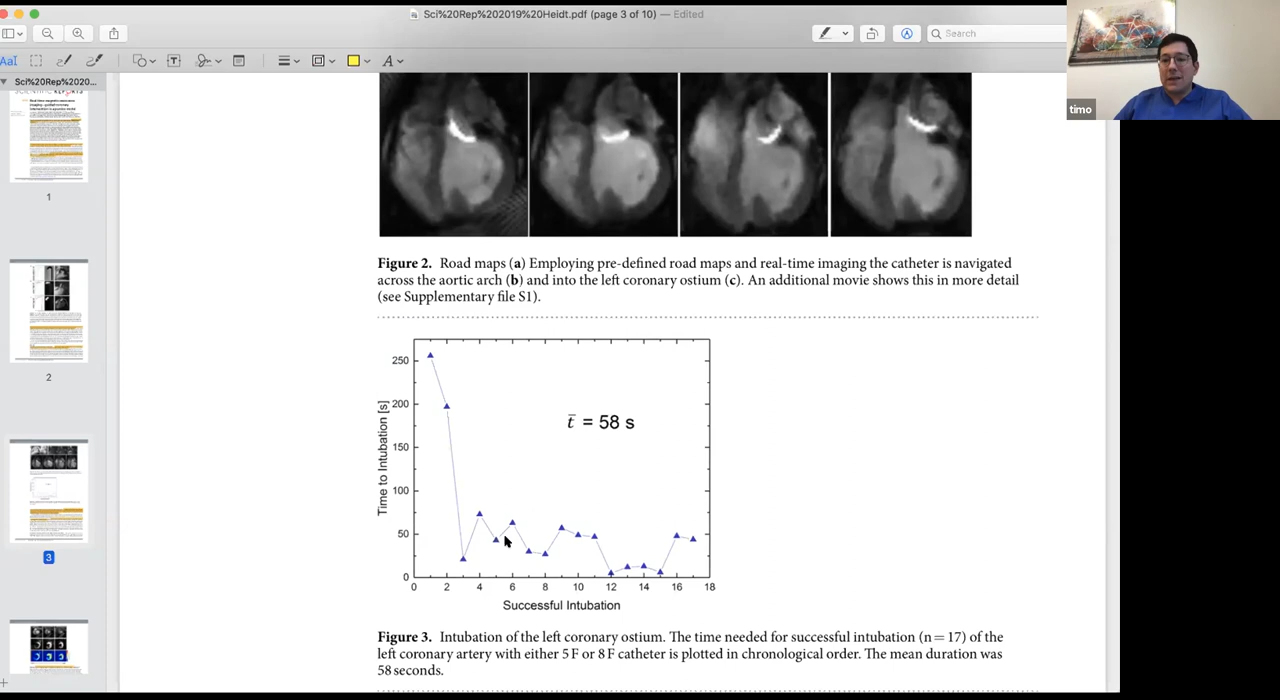 Sci%20Rep%202019%20Heidt.pdf (page 3 of 10) — Edited
Search
AaI
T
A
Sci%20Rep%2020...
timo
1
2
3
Figure 2. Road maps (a) Employing pre-defined road maps and real-time imaging the catheter is navigated
across the aortic arch (b) and into the left coronary ostium (c). An additional movie shows this in more detail
(see Supplementary file S1).
t̄ = 58 s
Time to Intubation [s]
250
200
150
100
50
0
0 2 4 6 8 10 12 14 16 18
Successful Intubation
Figure 3. Intubation of the left coronary ostium. The time needed for successful intubation (n = 17) of the
left coronary artery with either 5 F or 8 F catheter is plotted in chronological order. The mean duration was
58 seconds.